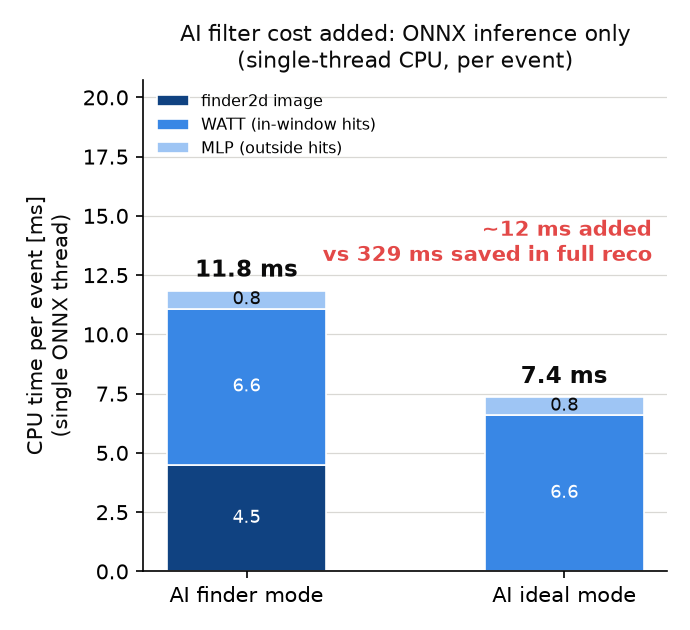 AI filter cost added: ONNX inference only
(single-thread CPU, per event)
finder2d image
WATT (in-window hits)
MLP (outside hits)
~12 ms added
vs 329 ms saved in full reco
CPU time per event [ms]
(single ONNX thread)
20.0
17.5
15.0
12.5
10.0
7.5
5.0
2.5
0.0
11.8 ms
0.8
6.6
4.5
7.4 ms
0.8
6.6
AI finder mode
AI ideal mode